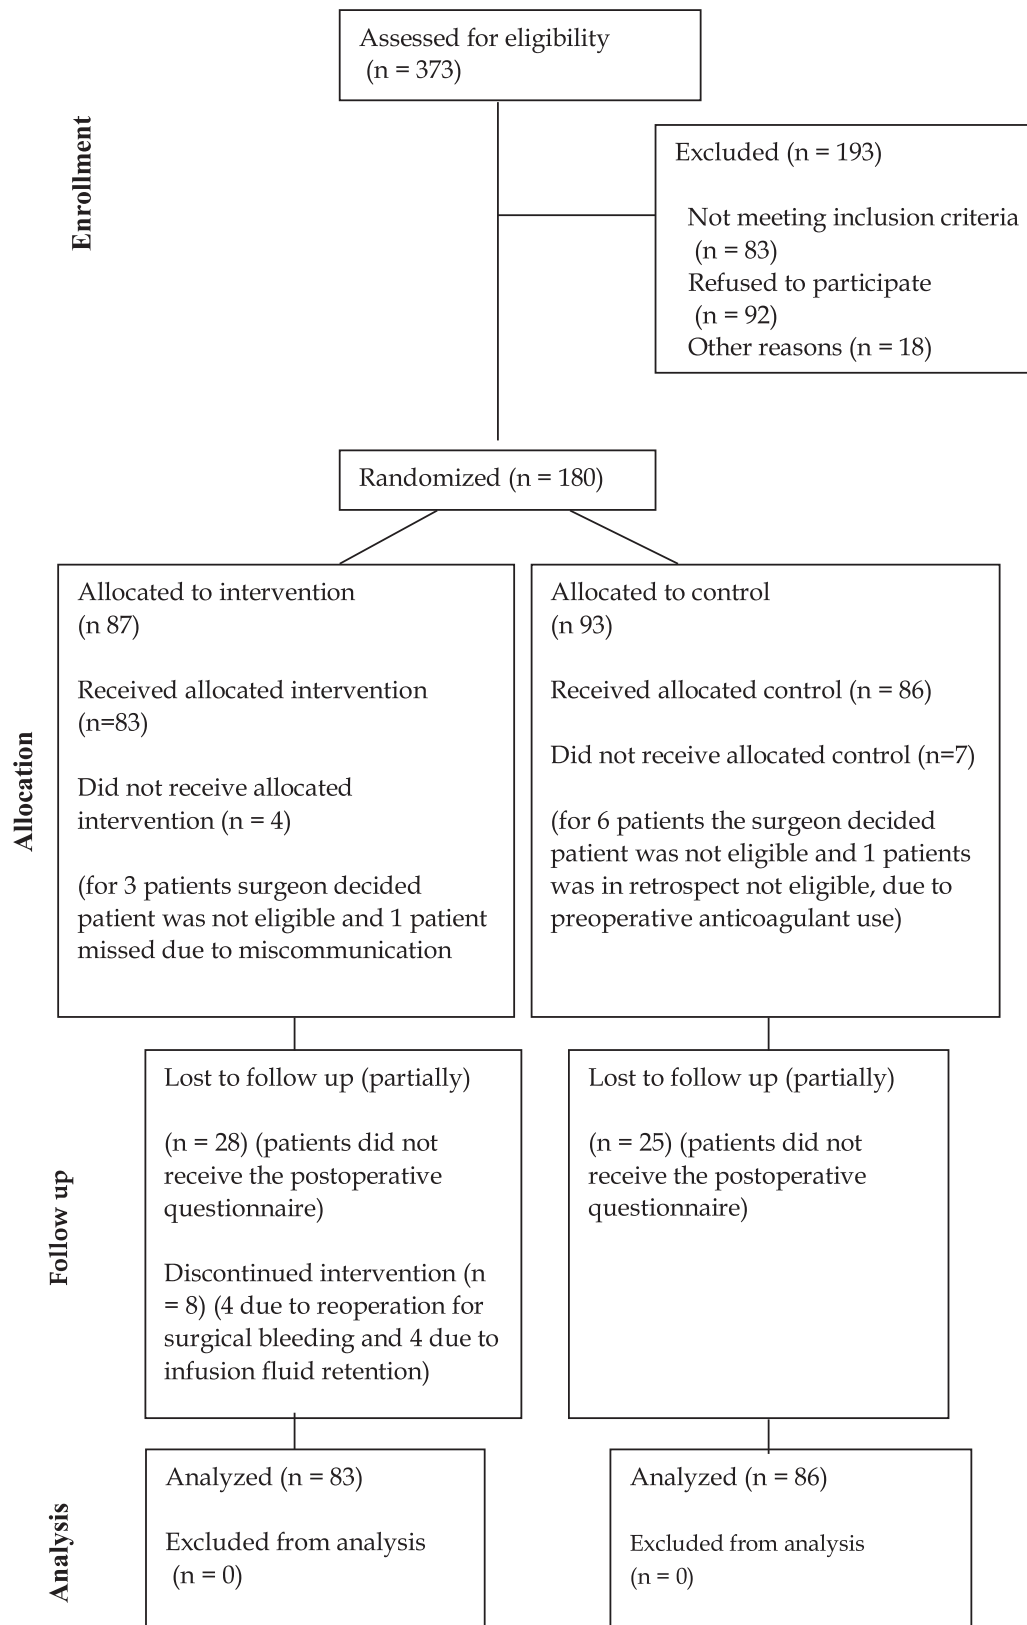 Enrollment
Assessed for eligibility
(n = 373)
Excluded (n = 193)
Not meeting inclusion criteria
(n = 83)
Refused to participate
(n = 92)
Other reasons (n = 18)
Randomized (n = 180)
Allocation
Allocated to intervention
(n 87)
Received allocated intervention
(n=83)
Did not receive allocated
intervention (n = 4)
(for 3 patients surgeon decided
patient was not eligible and 1 patient
missed due to miscommunication
Allocated to control
(n 93)
Received allocated control (n = 86)
Did not receive allocated control (n=7)
(for 6 patients the surgeon decided
patient was not eligible and 1 patients
was in retrospect not eligible, due to
preoperative anticoagulant use)
Follow up
Lost to follow up (partially)
(n = 28) (patients did not
receive the postoperative
questionnaire)
Discontinued intervention (n
= 8) (4 due to reoperation for
surgical bleeding and 4 due to
infusion fluid retention)
Lost to follow up (partially)
(n = 25) (patients did not
receive the postoperative
questionnaire)
Analysis
Analyzed (n = 83)
Excluded from analysis
(n = 0)
Analyzed (n = 86)
Excluded from analysis
(n = 0)